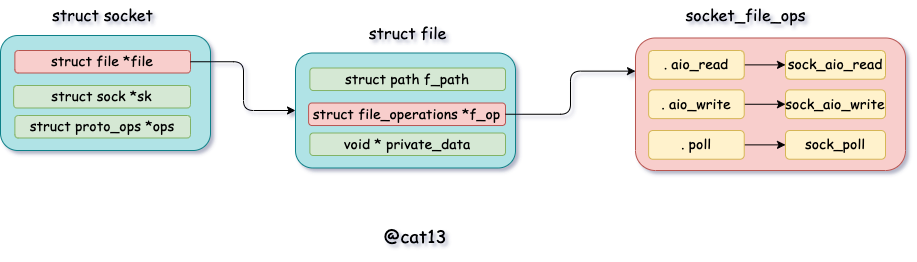 struct socket
struct file *file
struct sock *sk
struct proto_ops *ops
struct file
struct path f_path
struct file_operations *f_op
void * private_data
socket_file_ops
. aio_read
sock_aio_read
. aio_write
sock_aio_write
. poll
sock_poll
@cat13